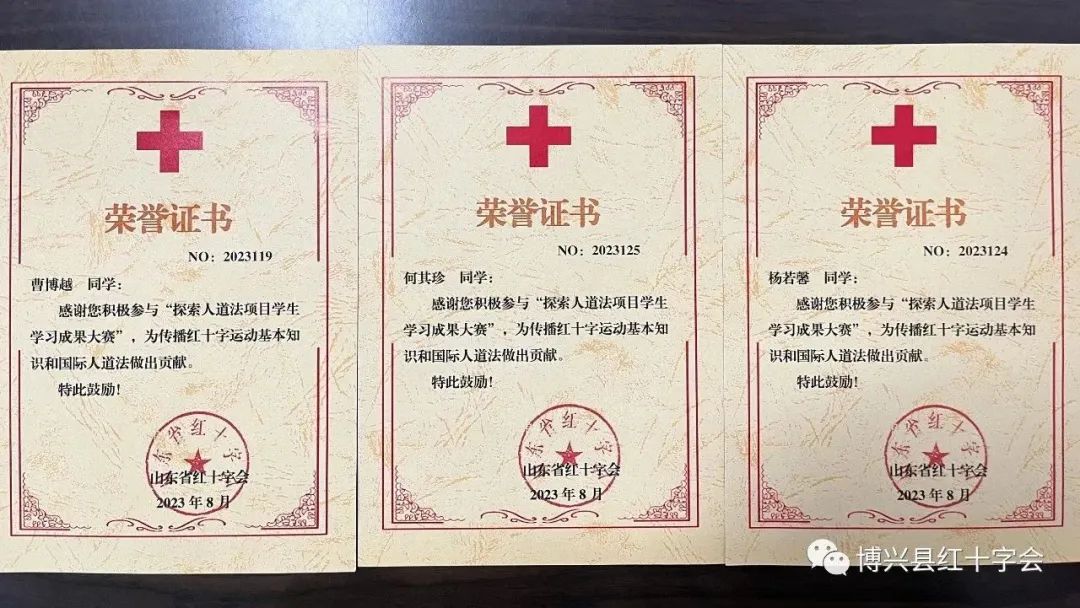 荣誉证书
NO：2023119
曹博越 同学：
感谢您积极参与“探索人道法项目学生
学习成果大赛”，为传播红十字运动基本知
识和国际人道法做出贡献。
特此鼓励！
山东省红十字会
山东省红十字会
2023年8月
荣誉证书
NO：2023125
何其珍 同学：
感谢您积极参与“探索人道法项目学生
学习成果大赛”，为传播红十字运动基本知
识和国际人道法做出贡献。
特此鼓励！
山东省红十字会
山东省红十字会
2023年8月
荣誉证书
NO：2023124
杨若馨 同学：
感谢您积极参与“探索人道法项目学生
学习成果大赛”，为传播红十字运动基本知
识和国际人道法做出贡献。
特此鼓励！
山东省红十字会
山东省红十字会
2023年8月
博兴县红十字会